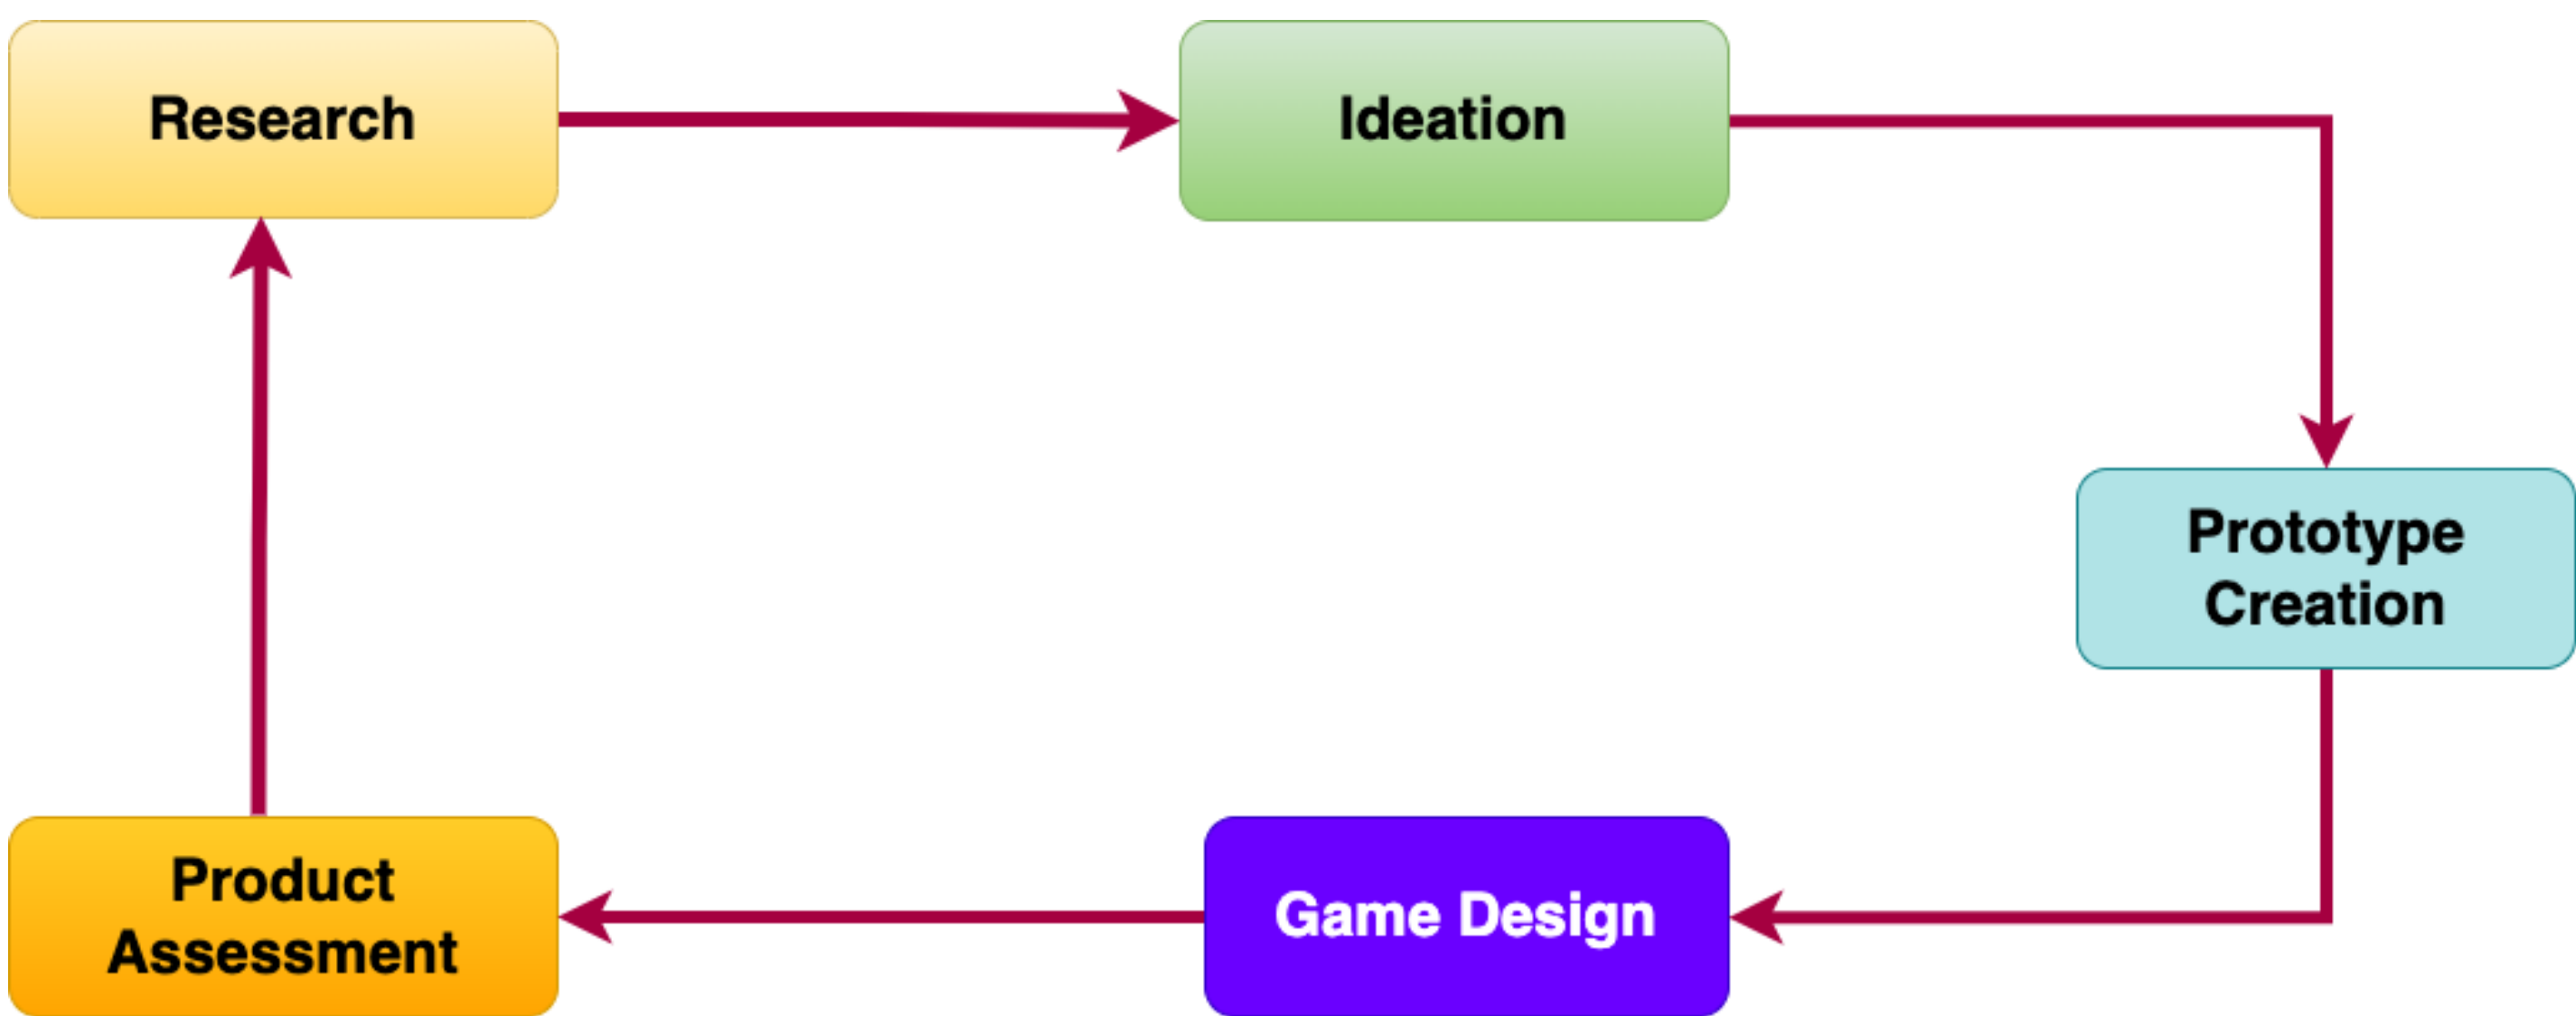 Research
Ideation
Prototype
Creation
Game Design
Product
Assessment